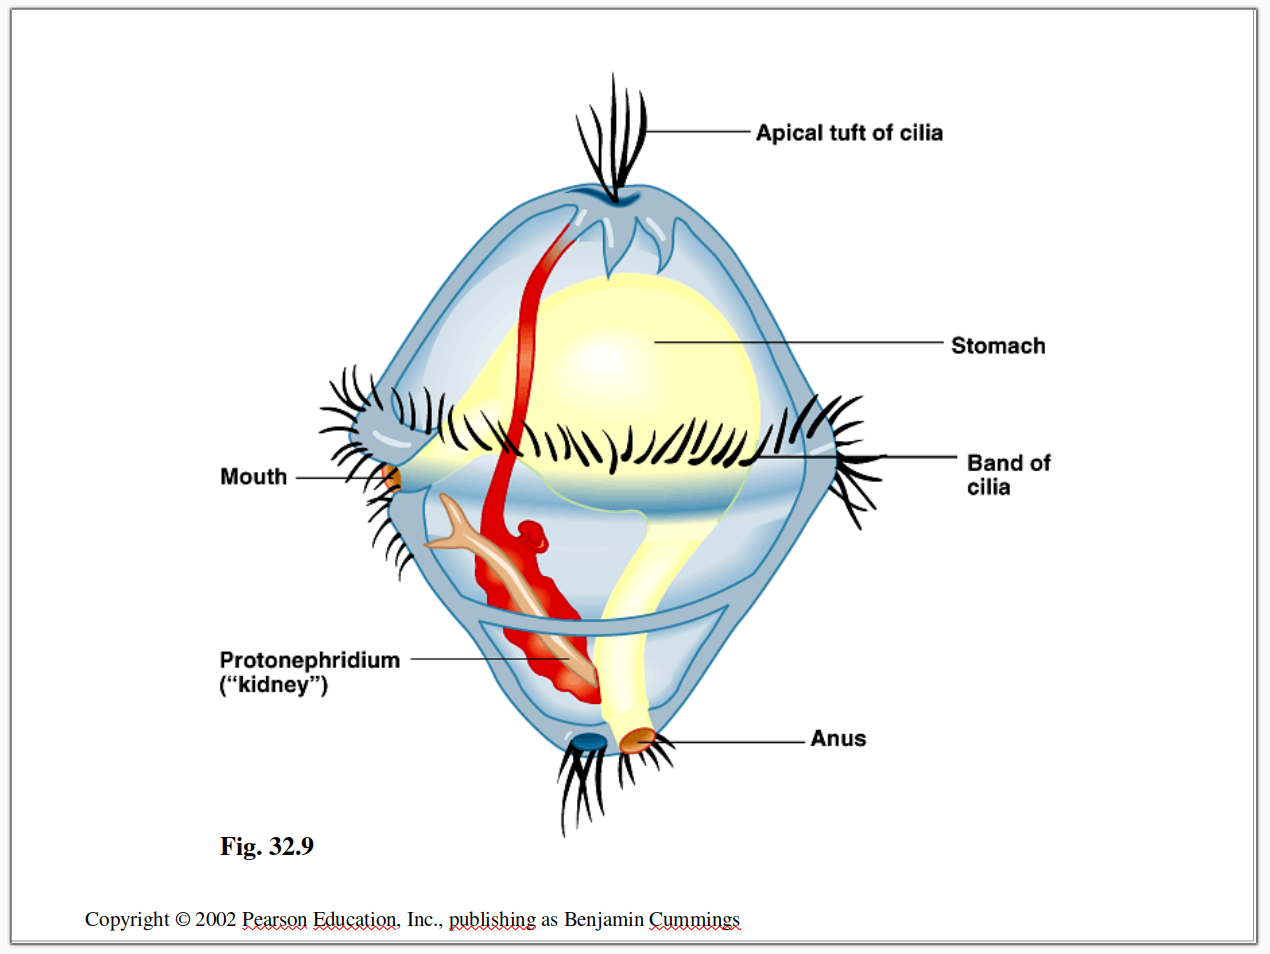 Apical tuft of cilia
Stomach
Band of
cilia
Mouth
Protonephridium
(“kidney”)
Anus
Fig. 32.9
Copyright © 2002 Pearson Education, Inc., publishing as Benjamin Cummings